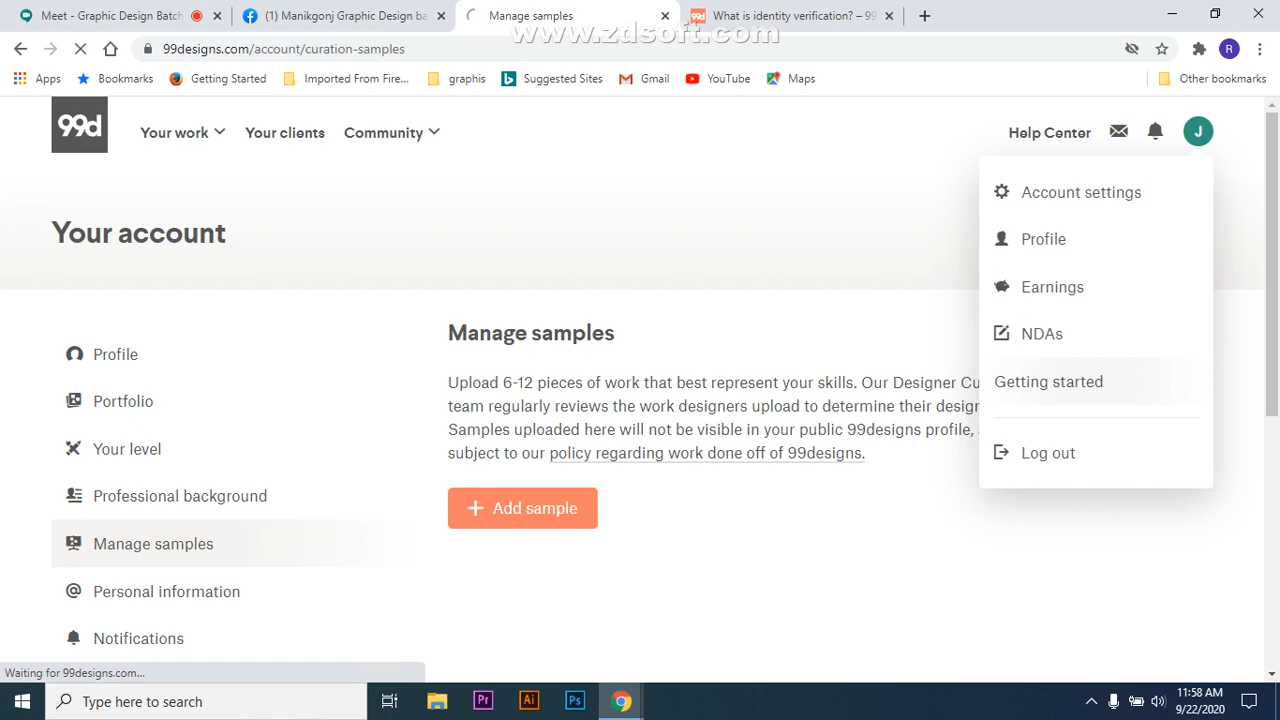 Meet - Graphic Design Batch
(1) Manikgonj Graphic Design b
Manage samples
What is identity verification? – 99
www.zdsoft.com
99designs.com/account/curation-samples
R
Apps
Bookmarks
Getting Started
Imported From Fire...
graphis
Suggested Sites
Gmail
YouTube
Maps
Other bookmarks
99d
Your work
Your clients
Community
Help Center
J
Account settings
Profile
Earnings
NDAs
Getting started
Log out
Your account
Profile
Portfolio
Your level
Professional background
Manage samples
Personal information
Notifications
Manage samples
Upload 6-12 pieces of work that best represent your skills. Our Designer Cu
team regularly reviews the work designers upload to determine their design
Samples uploaded here will not be visible in your public 99designs profile,
subject to our policy regarding work done off of 99designs.
+ Add sample
Waiting for 99designs.com...
Type here to search
Pr
Ai
Ps
11:58 AM
9/22/2020